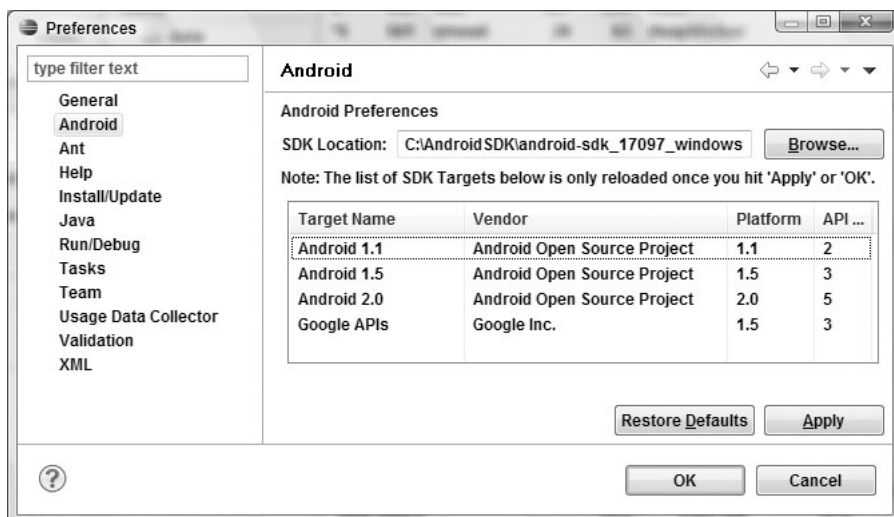 Preferences
type filter text
General
Android
Ant
Help
Install/Update
Java
Run/Debug
Tasks
Team
Usage Data Collector
Validation
XML
Android
Android Preferences
SDK Location: C:\AndroidSDK\android-sdk_17097_windows Browse...
Note: The list of SDK Targets below is only reloaded once you hit 'Apply' or 'OK'.
Target Name Vendor Platform API ...
Android 1.1 Android Open Source Project 1.1 2
Android 1.5 Android Open Source Project 1.5 3
Android 2.0 Android Open Source Project 2.0 5
Google APIs Google Inc. 1.5 3
Restore Defaults Apply
? OK Cancel